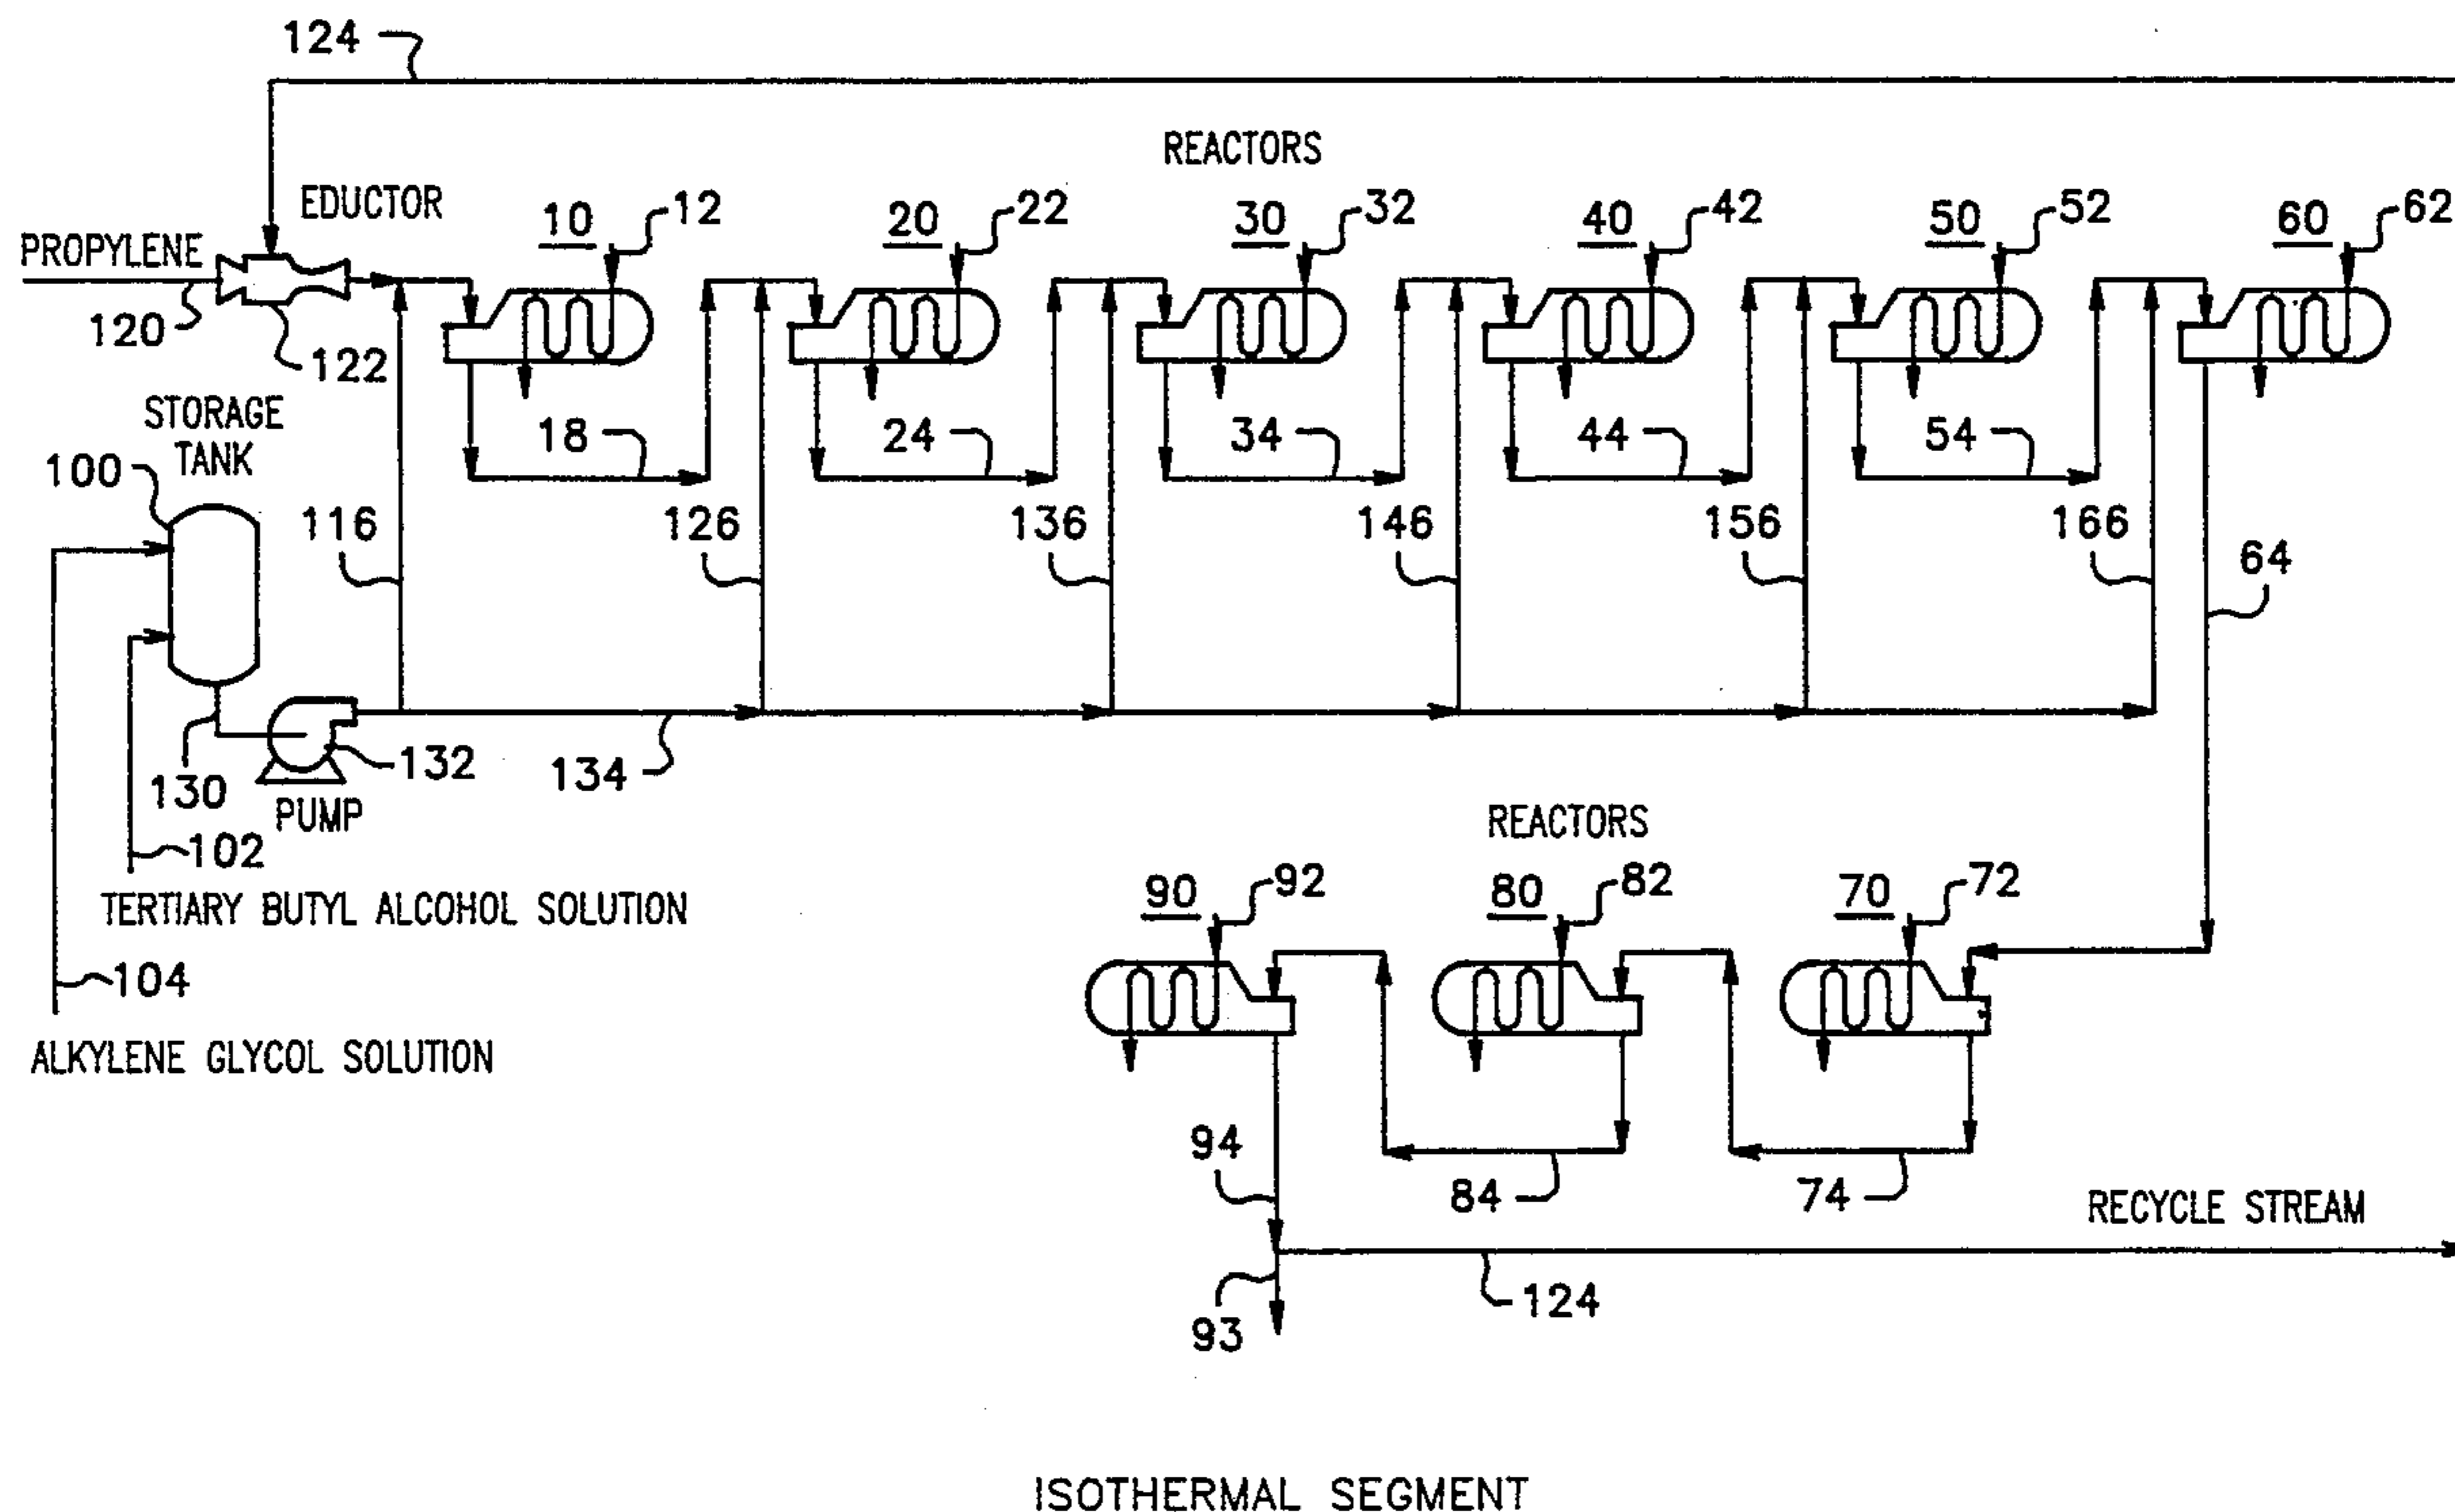 124
REACTORS
EDUCTOR
10 12 20 22 30 32 40 42 50 52 60 62
PROPYLENE
120
122
STORAGE
TANK
18 24 34 44 54
100
116 126 136 146 156 166
64
132
134
130
PUMP
REACTORS
102
90 92 80 82 70 72
TERTIARY BUTYL ALCOHOL SOLUTION
104
ALKYLENE GLYCOL SOLUTION
94
84 74
RECYCLE STREAM
124
93
ISOTHERMAL SEGMENT